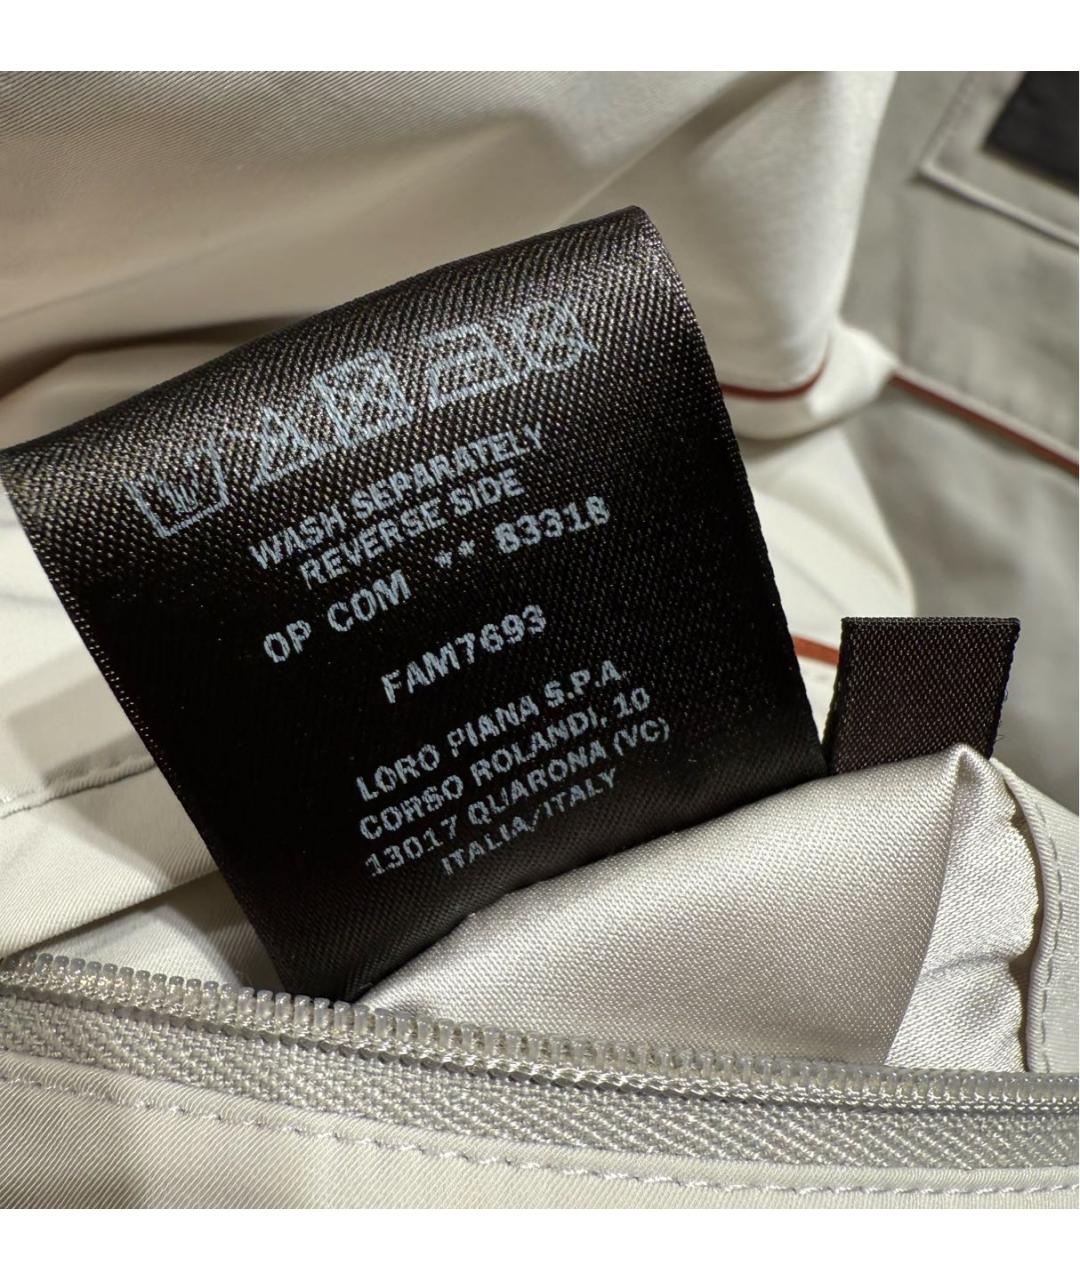 WASH SEPARATELY
REVERSE SIDE
OP COM ** 83318
FAM7693
LORO PIANA S.P.A.
CORSO ROLANDI, 10
13017 QUARONA (VC)
ITALIA/ITALY